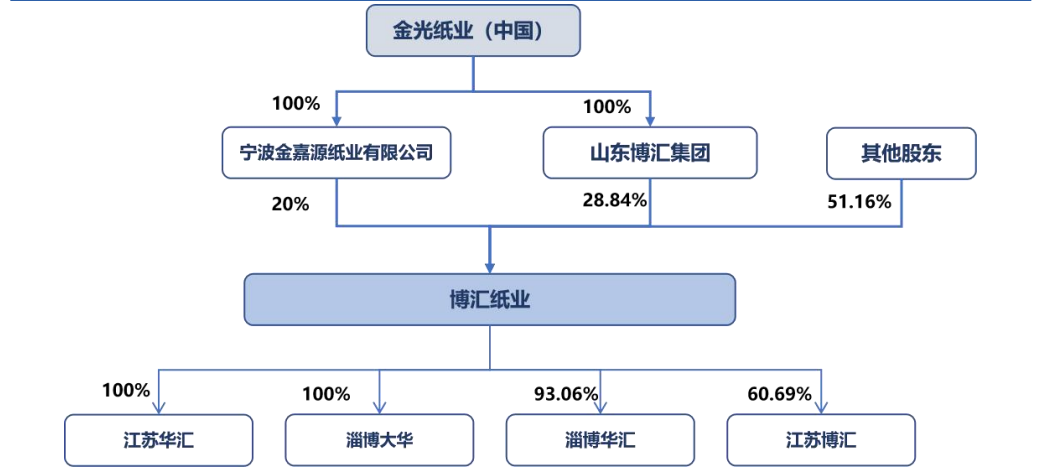 金光纸业（中国）
100%
100%
宁波金嘉源纸业有限公司
山东博汇集团
其他股东
20%
28.84%
51.16%
博汇纸业
100%
100%
93.06%
60.69%
江苏华汇
淄博大华
淄博华汇
江苏博汇